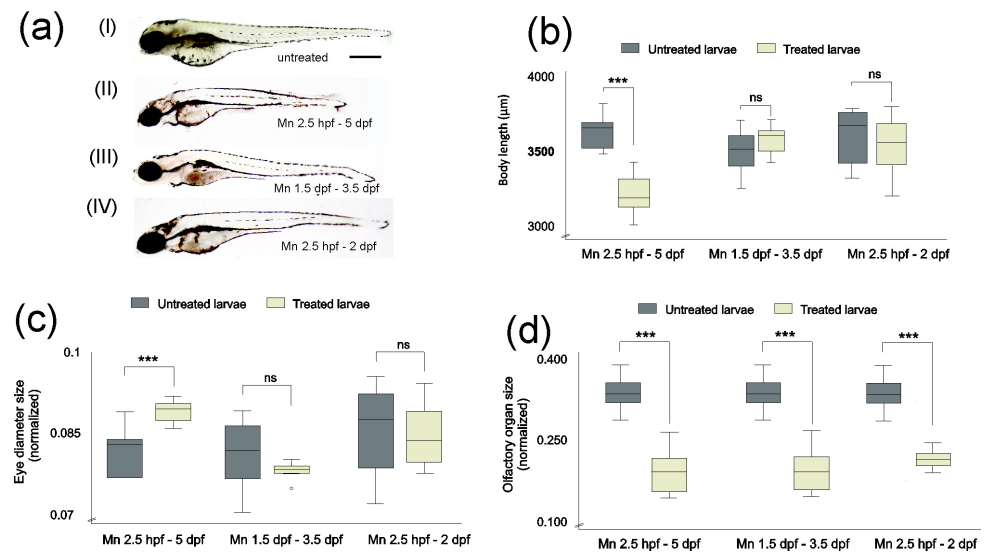 (a)
(I)
untreated
(II)
Mn 2.5 hpf - 5 dpf
(III)
Mn 1.5 dpf - 3.5 dpf
(IV)
Mn 2.5 hpf - 2 dpf
(b)
Untreated larvae Treated larvae
4000
3500
3000
Body length (µm)
*** ns ns
Mn 2.5 hpf - 5 dpf Mn 1.5 dpf - 3.5 dpf Mn 2.5 hpf - 2 dpf
(c)
Untreated larvae Treated larvae
0.1
0.085
0.07
Eye diameter size
(normalized)
*** ns ns
Mn 2.5 hpf - 5 dpf Mn 1.5 dpf - 3.5 dpf Mn 2.5 hpf - 2 dpf
(d)
Untreated larvae Treated larvae
0.400
0.250
0.100
Olfactory organ size
(normalized)
*** *** ***
Mn 2.5 hpf - 5 dpf Mn 1.5 dpf - 3.5 dpf Mn 2.5 hpf - 2 dpf